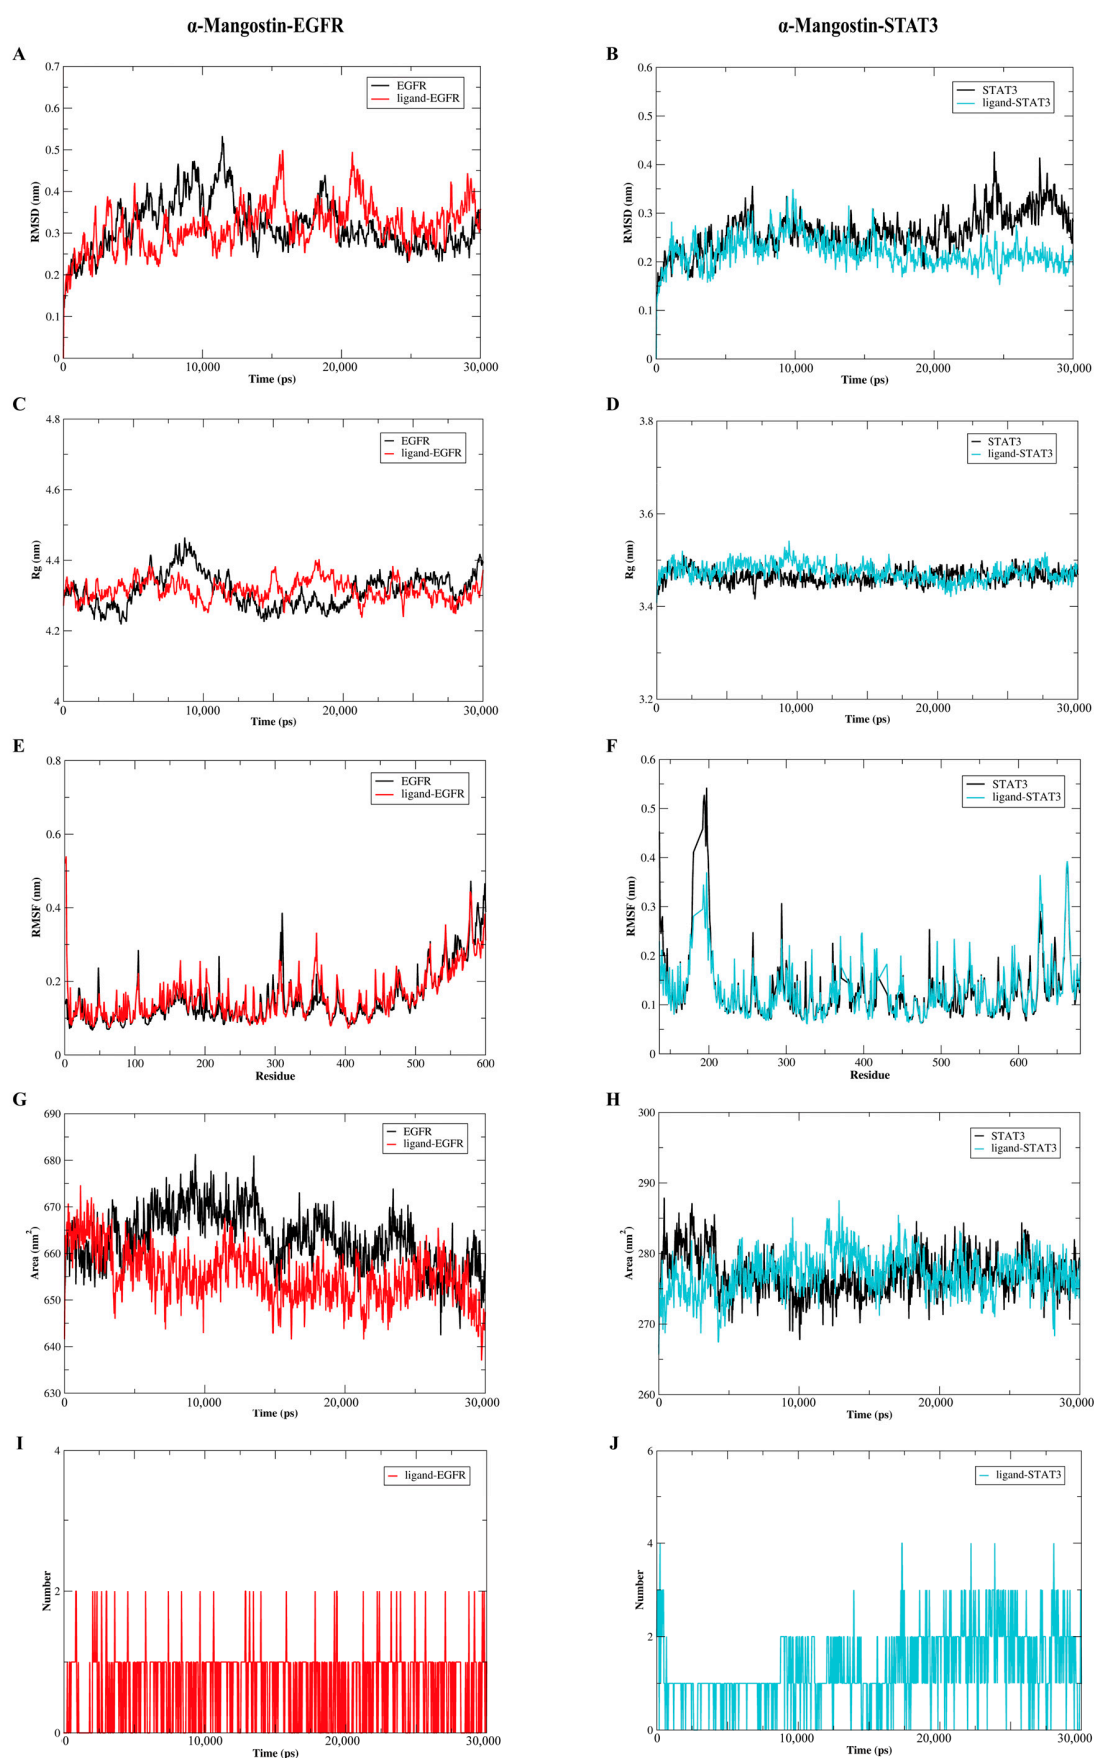 α-Mangostin-EGFR
α-Mangostin-STAT3
A
0.7
0.6
0.5
0.4
0.3
0.2
0.1
0
RMSD (nm)
EGFR
ligand-EGFR
0 10,000 20,000 30,000
Time (ps)
B
0.6
0.5
0.4
0.3
0.2
0.1
0
RMSD (nm)
STAT3
ligand-STAT3
0 10,000 20,000 30,000
Time (ps)
C
4.8
4.6
4.4
4.2
4
Rg (nm)
EGFR
ligand-EGFR
0 10,000 20,000 30,000
Time (ps)
D
3.8
3.6
3.4
3.2
Rg (nm)
STAT3
ligand-STAT3
0 10,000 20,000 30,000
Time (ps)
E
0.8
0.6
0.4
0.2
0
RMSF (nm)
EGFR
ligand-EGFR
0 100 200 300 400 500 600
Residue
F
0.6
0.5
0.4
0.3
0.2
0.1
0
RMSF (nm)
STAT3
ligand-STAT3
200 300 400 500 600
Residue
G
690
680
670
660
650
640
630
Area (nm²)
EGFR
ligand-EGFR
0 10,000 20,000 30,000
Time (ps)
H
300
290
280
270
260
Area (nm²)
STAT3
ligand-STAT3
0 10,000 20,000 30,000
Time (ps)
I
4
2
0
Number
ligand-EGFR
0 10,000 20,000 30,000
Time (ps)
J
6
4
2
0
Number
ligand-STAT3
0 10,000 20,000 30,000
Time (ps)